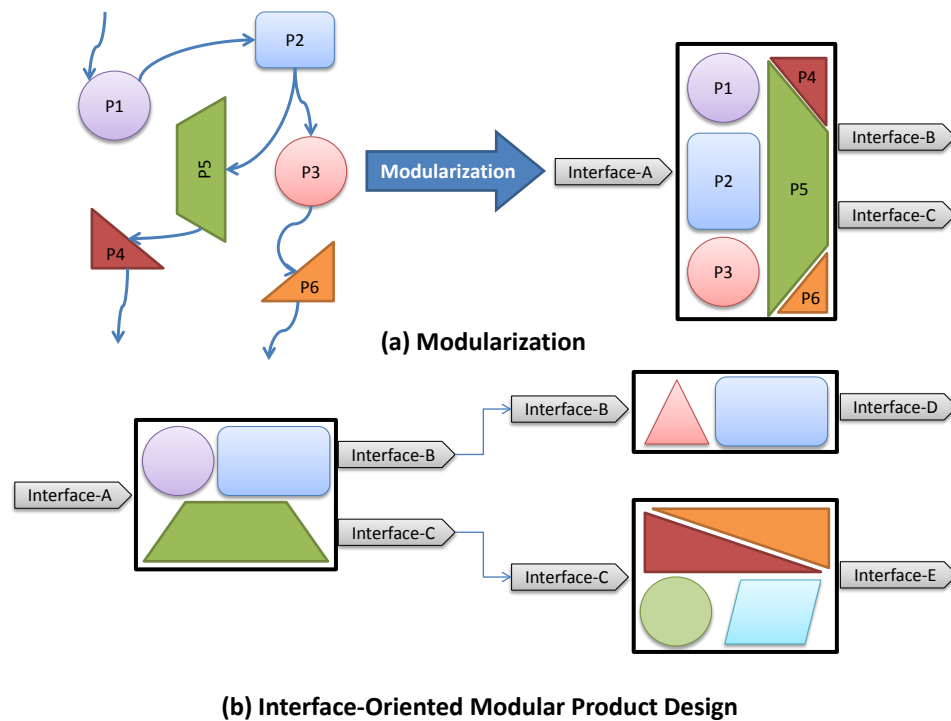 P1
P2
P5
P3
P4
P6
Modularization
Interface-A
P1
P4
P2
P5
P3
P6
Interface-B
Interface-C
(a) Modularization
Interface-A
Interface-B
Interface-C
Interface-B
Interface-D
Interface-C
Interface-E
(b) Interface-Oriented Modular Product Design